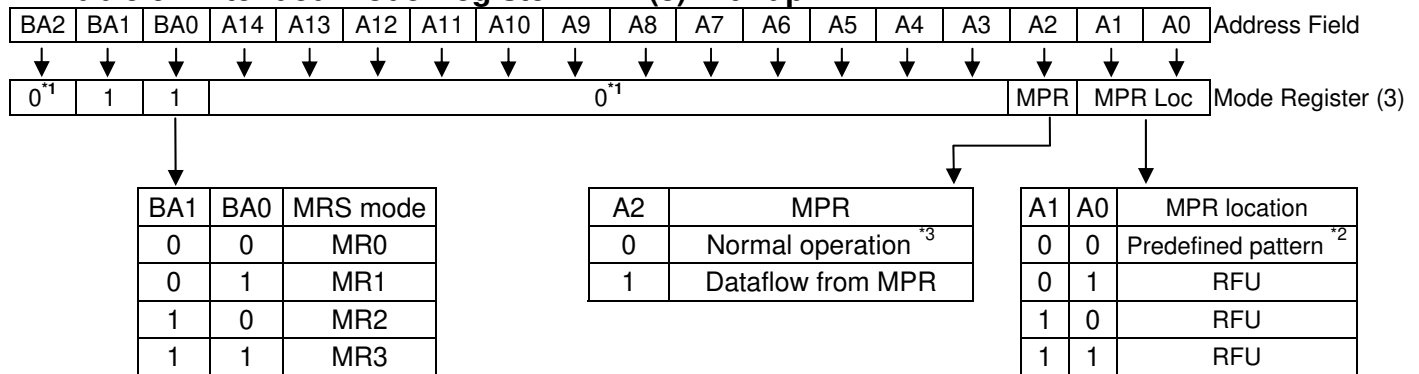 BA2 BA1 BA0 A14 A13 A12 A11 A10 A9 A8 A7 A6 A5 A4 A3 A2 A1 A0 Address Field
0*1 1 1 0*1 MPR MPR Loc Mode Register (3)
BA1 BA0 MRS mode
0 0 MR0
0 1 MR1
1 0 MR2
1 1 MR3
A2 MPR
0 Normal operation *3
1 Dataflow from MPR
A1 A0 MPR location
0 0 Predefined pattern *2
0 1 RFU
1 0 RFU
1 1 RFU